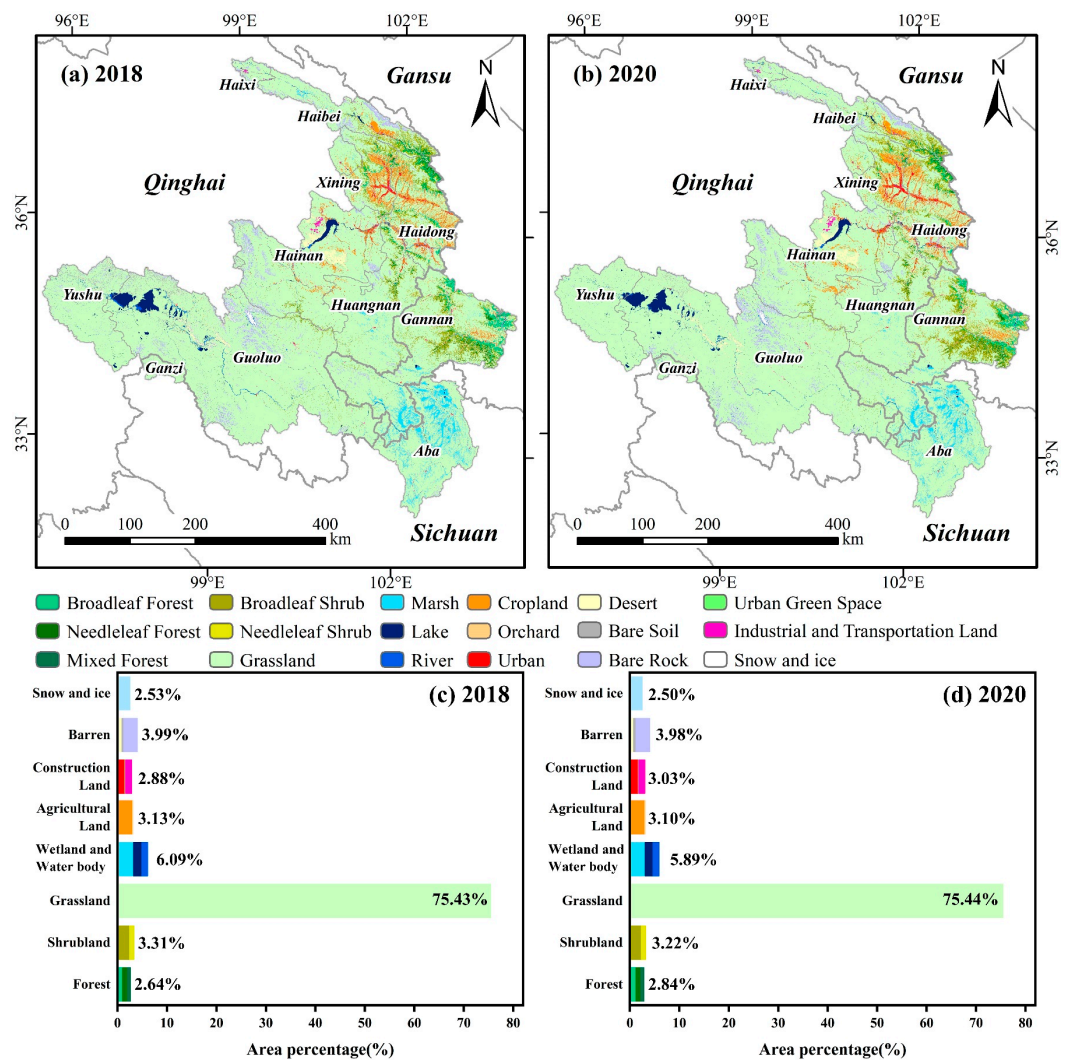 96°E 99°E 102°E 96°E 99°E 102°E
(a) 2018 Gansu N (b) 2020 Gansu N
Haixi Haixi
Haibei Haibei
Qinghai Xining Qinghai Xining
36°N 36°N
Haidong Haidong
Hainan Hainan
Yushu Huangnan Yushu Huangnan
Gannan Gannan
Guoluo Guoluo
Ganzi Ganzi
33°N 33°N
Aba Aba
0 100 200 400 0 100 200 400
km km
Sichuan Sichuan
99°E 102°E 99°E 102°E
Broadleaf Forest Broadleaf Shrub Marsh Cropland Desert Urban Green Space
Needleleaf Forest Needleleaf Shrub Lake Orchard Bare Soil Industrial and Transportation Land
Mixed Forest Grassland River Urban Bare Rock Snow and ice
(c) 2018
Snow and ice 2.53%
Barren 3.99%
Construction
Land 2.88%
Agricultural
Land 3.13%
Wetland and
Water body 6.09%
Grassland 75.43%
Shrubland 3.31%
Forest 2.64%
0 10 20 30 40 50 60 70 80
Area percentage(%)
(d) 2020
Snow and ice 2.50%
Barren 3.98%
Construction
Land 3.03%
Agricultural
Land 3.10%
Wetland and
Water body 5.89%
Grassland 75.44%
Shrubland 3.22%
Forest 2.84%
0 10 20 30 40 50 60 70 80
Area percentage(%)